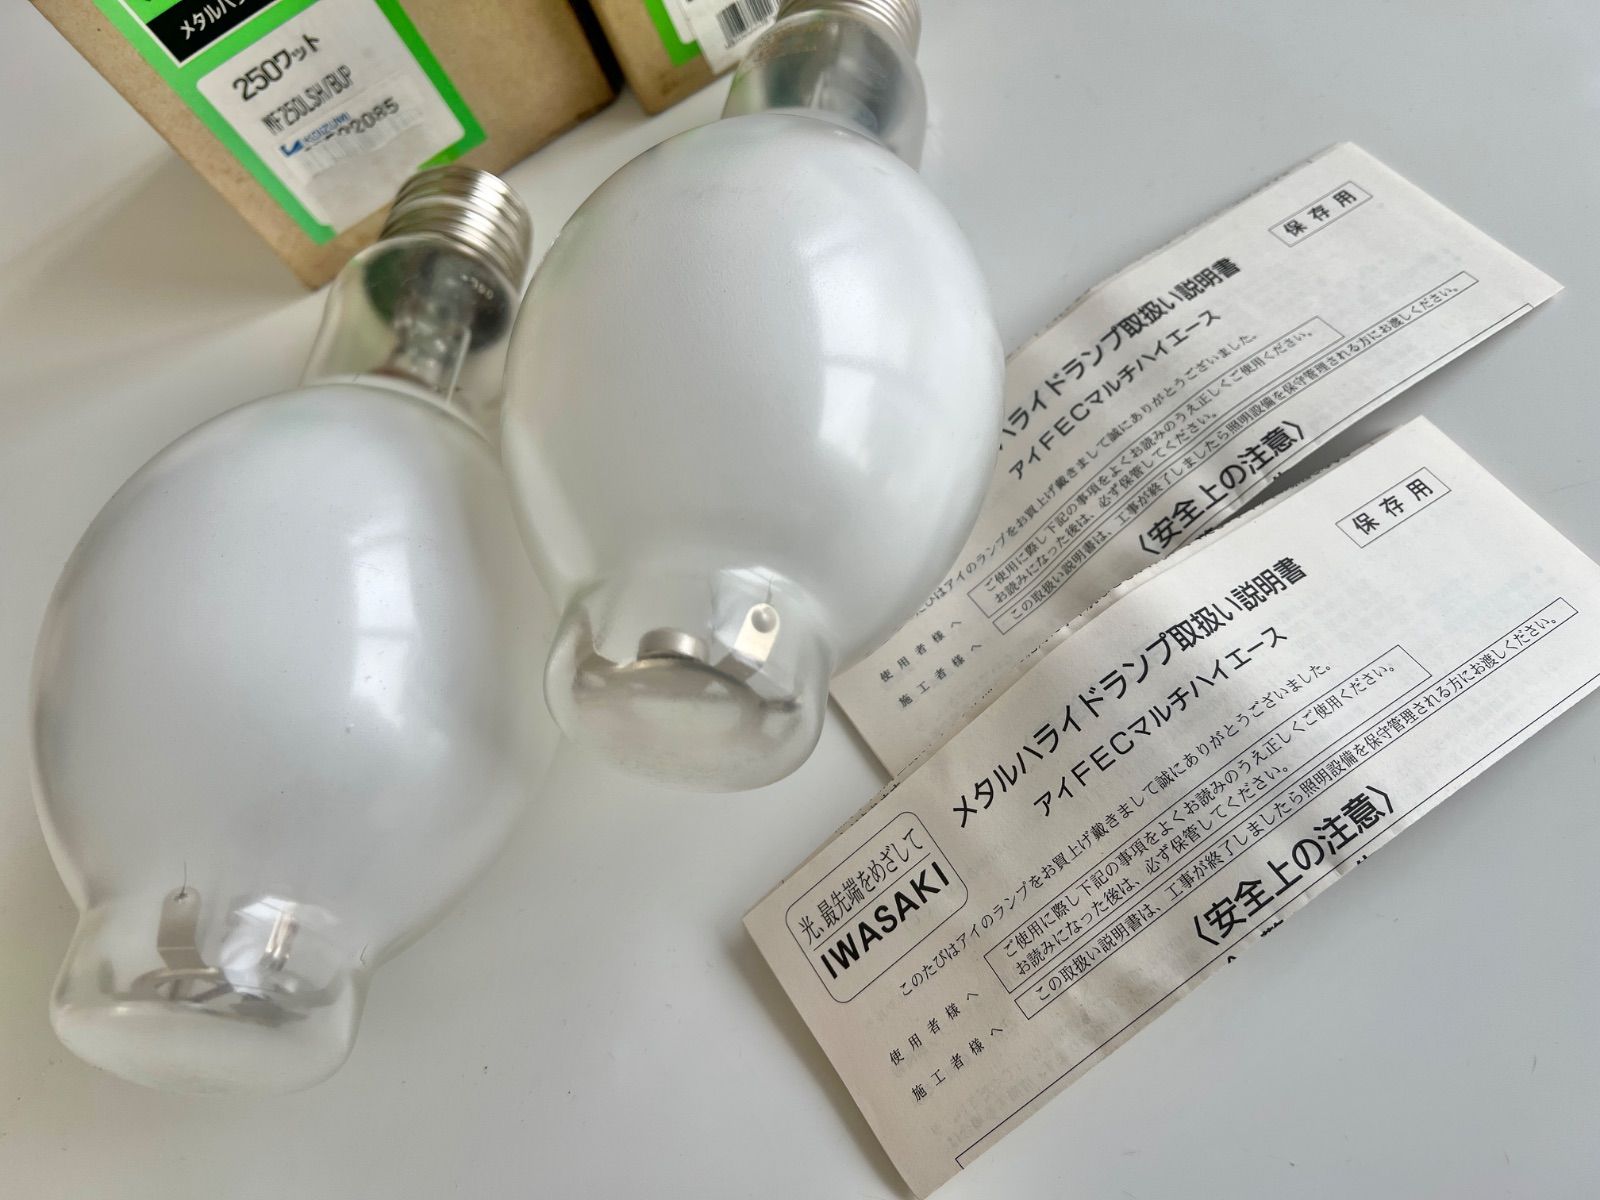 メタルハ
250ワット
MF250LSH/BUP
KOIZUMI
22085
保存用
ハライドランプ取扱い説明書
アイFECマルチハイエース
たびはアイのランプをお買上げ戴きまして誠にありがとうございました。
使用者様へ
ご使用に際し下記の事項をよくお読みのうえ正しくご使用ください。
お読みになった後は、必ず保管してください。
施工者様へ
この取扱い説明書は、工事が終了しましたら照明設備を保守管理される方にお渡しください。
〈安全上の注意〉
保存用
光、最先端をめざして
IWASAKI
メタルハライドランプ取扱い説明書
アイFECマルチハイエース
このたびはアイのランプをお買上げ戴きまして誠にありがとうございました。
使用者様へ
ご使用に際し下記の事項をよくお読みのうえ正しくご使用ください。
お読みになった後は、必ず保管してください。
施工者様へ
この取扱い説明書は、工事が終了しましたら照明設備を保守管理される方にお渡しください。
〈安全上の注意〉